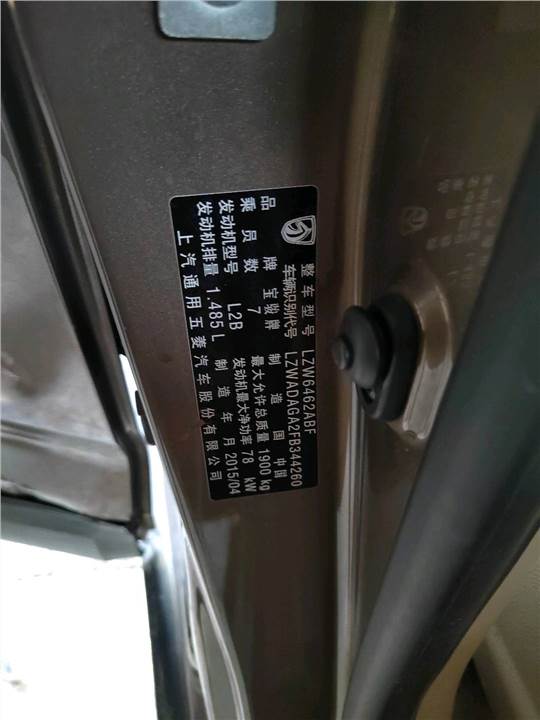 整车型号 LZW6462ABF
车辆识别代号 LZWADAGA2FB344260
品牌 宝骏牌 制造国 中国
乘员数 7 最大允许总质量 1900 kg
发动机型号 L2B 发动机最大净功率 78 kW
发动机排量 1.485 L 制造年月 2015/04
上汽通用五菱汽车股份有限公司